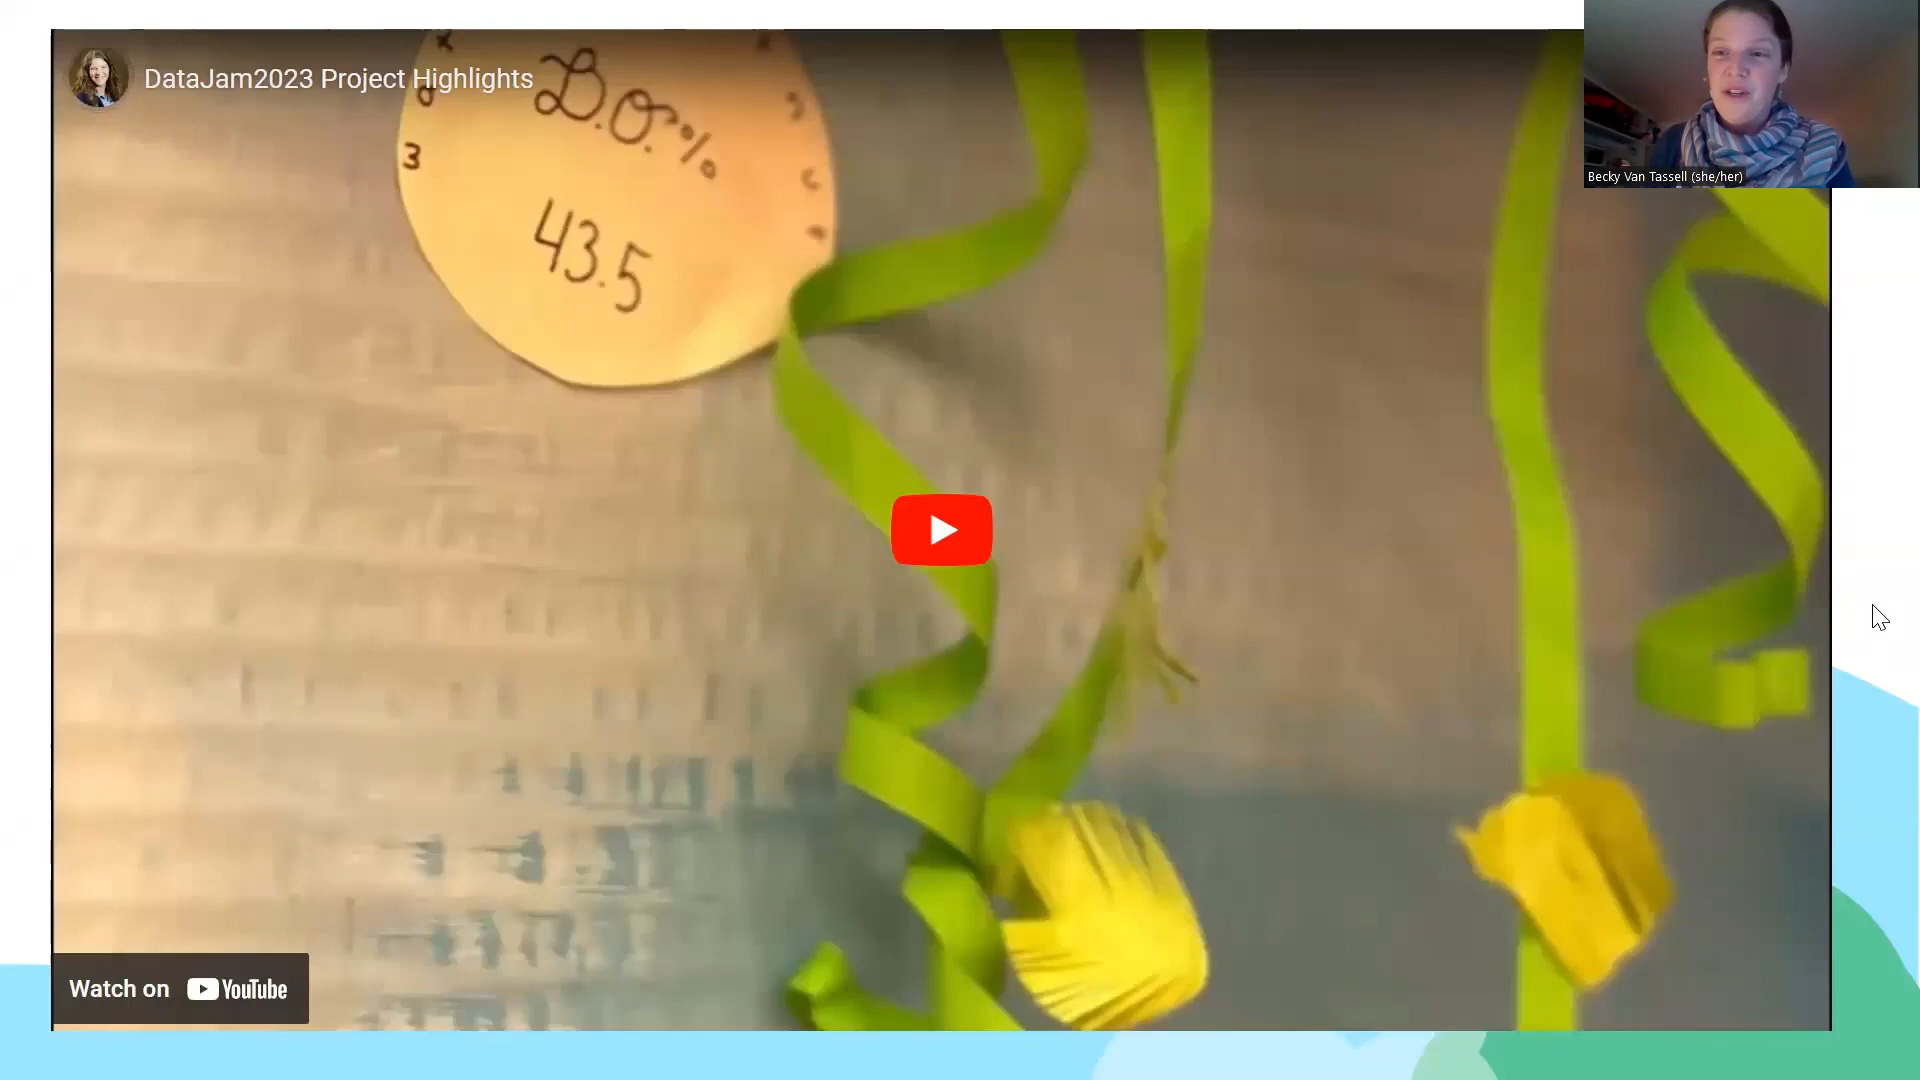 DataJam2023 Project Highlights
D.O.%
3
43.5
Becky Van Tassell (she/her)
Watch on YouTube